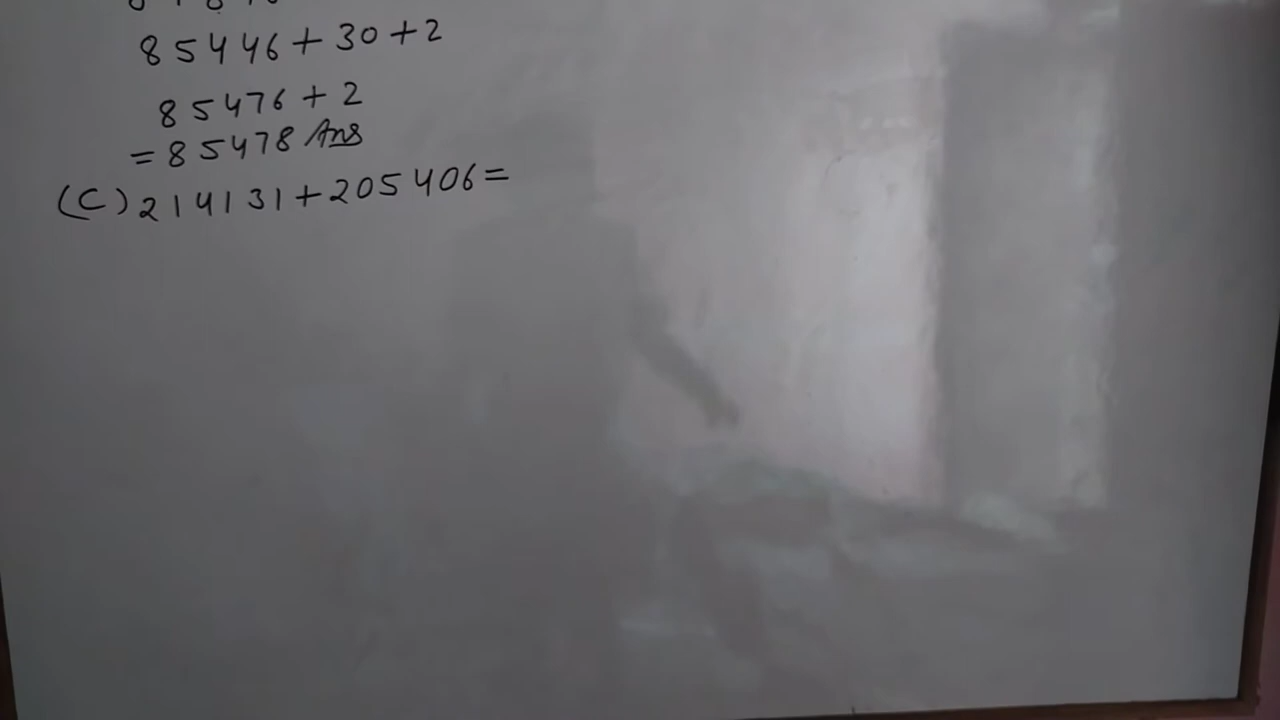 85446+30+2
85476+2
=85478 Ans
(C)214131+205406=